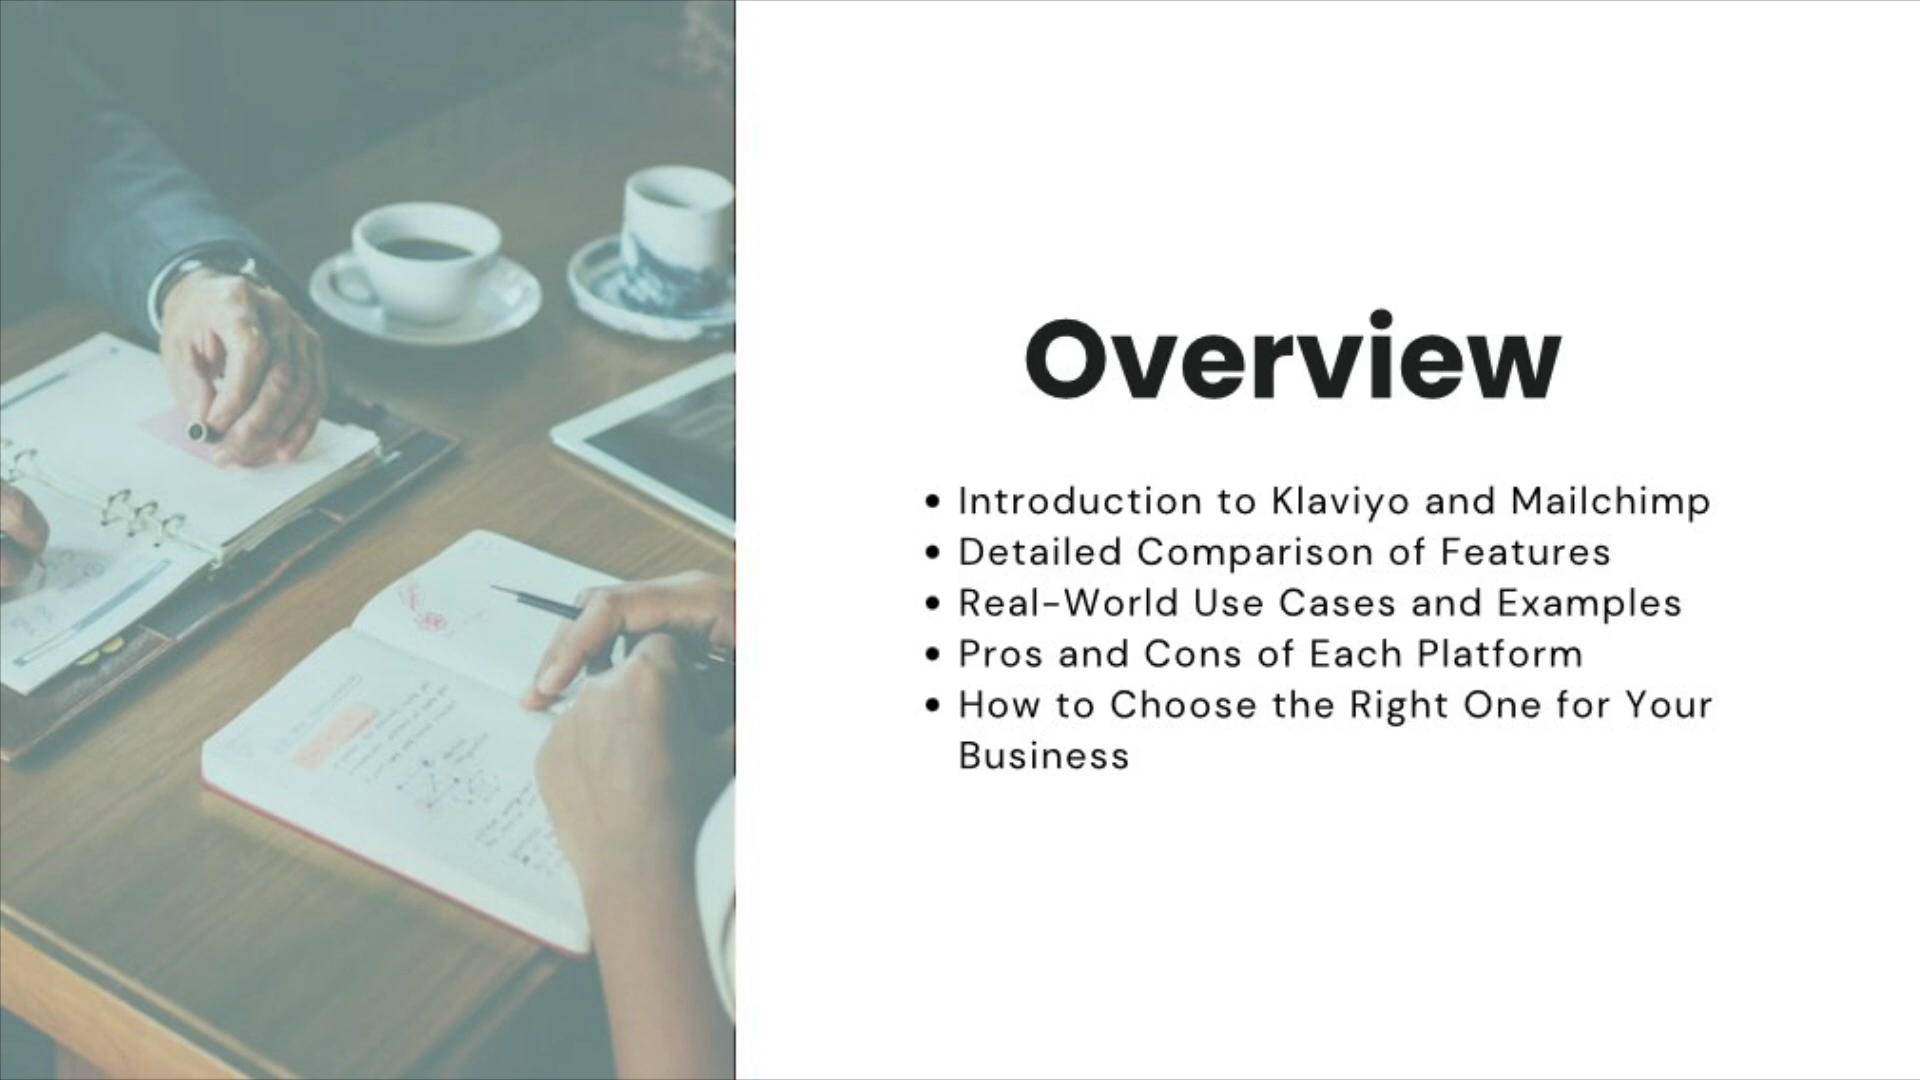 Overview
• Introduction to Klaviyo and Mailchimp
• Detailed Comparison of Features
• Real-World Use Cases and Examples
• Pros and Cons of Each Platform
• How to Choose the Right One for Your
Business